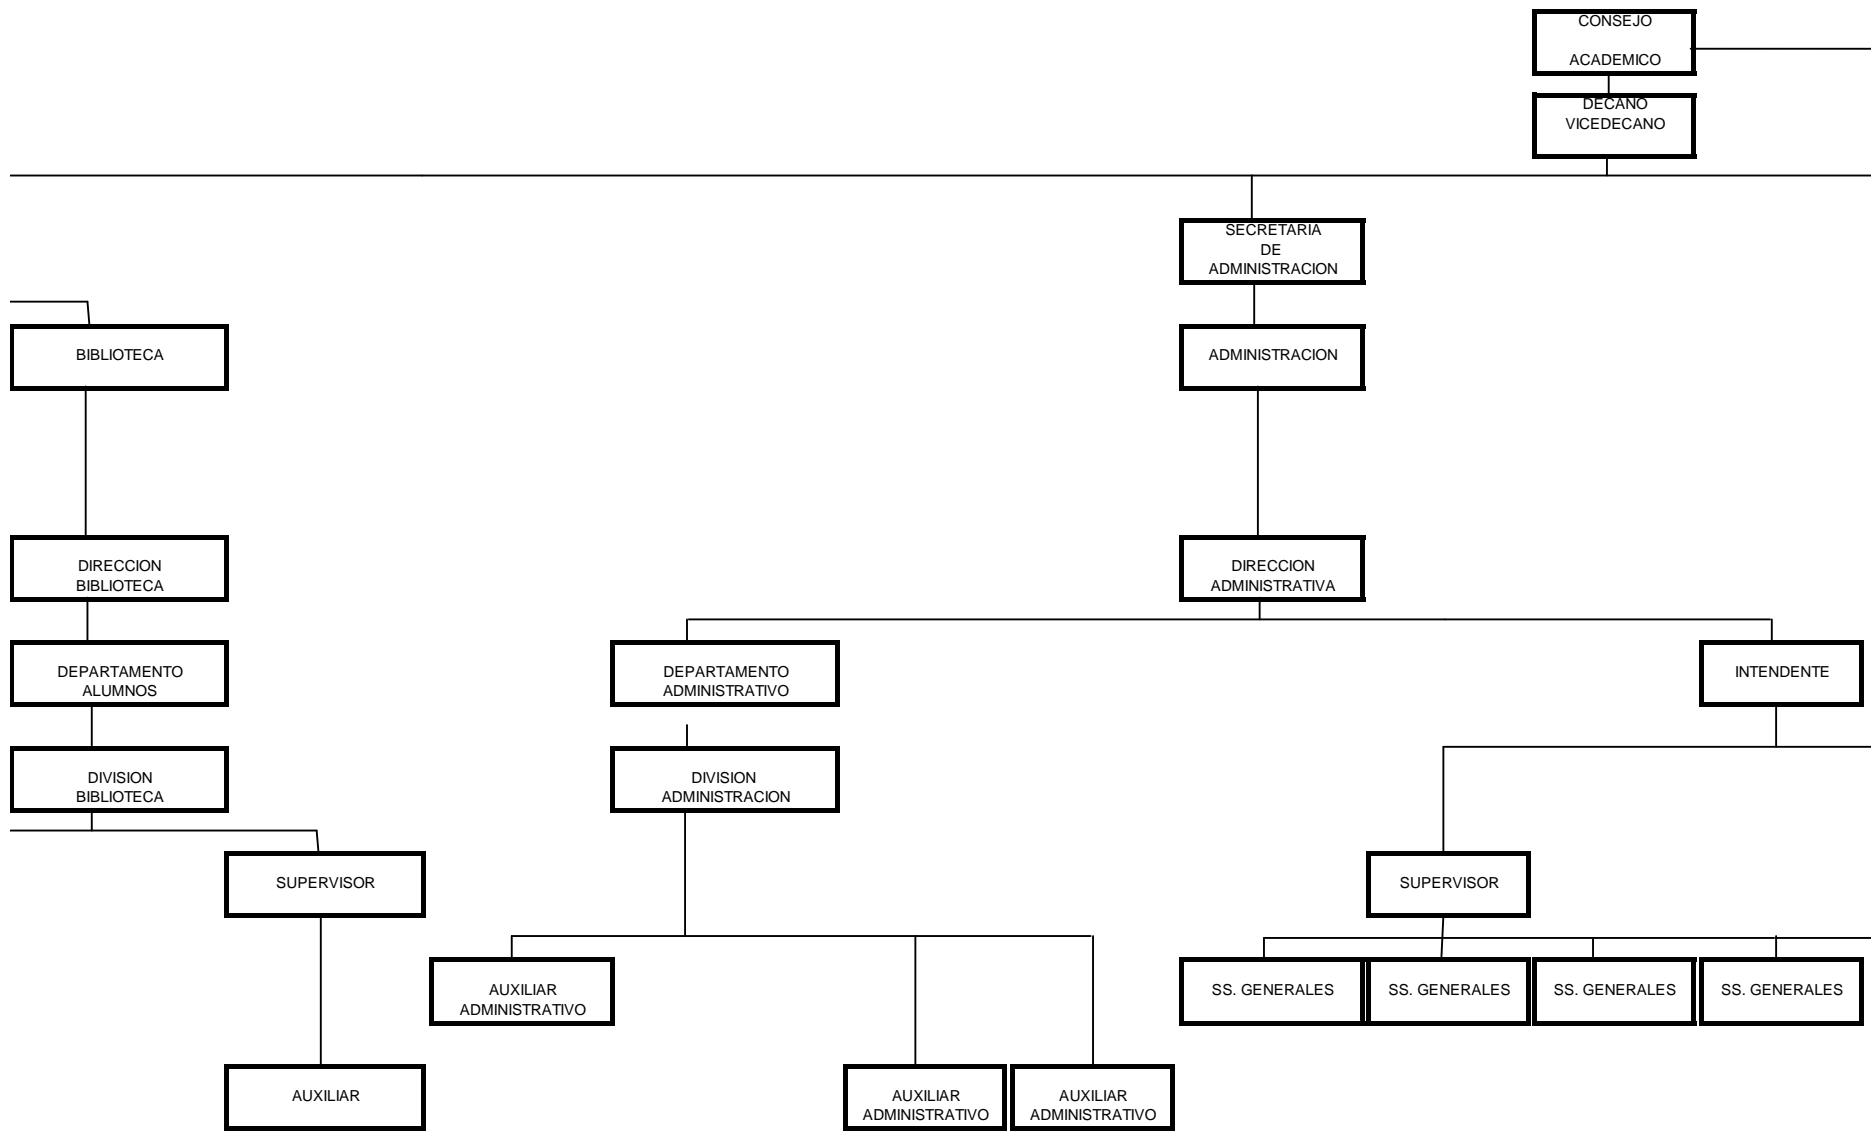 CONSEJO
ACADEMICO
DECANO
VICEDECANO
SECRETARIA
DE
ADMINISTRACION
BIBLIOTECA
ADMINISTRACION
DIRECCION
BIBLIOTECA
DIRECCION
ADMINISTRATIVA
DEPARTAMENTO
ALUMNOS
DEPARTAMENTO
ADMINISTRATIVO
INTENDENTE
DIVISION
BIBLIOTECA
DIVISION
ADMINISTRACION
SUPERVISOR
SUPERVISOR
AUXILIAR
ADMINISTRATIVO
SS. GENERALES
SS. GENERALES
SS. GENERALES
SS. GENERALES
AUXILIAR
AUXILIAR
ADMINISTRATIVO
AUXILIAR
ADMINISTRATIVO